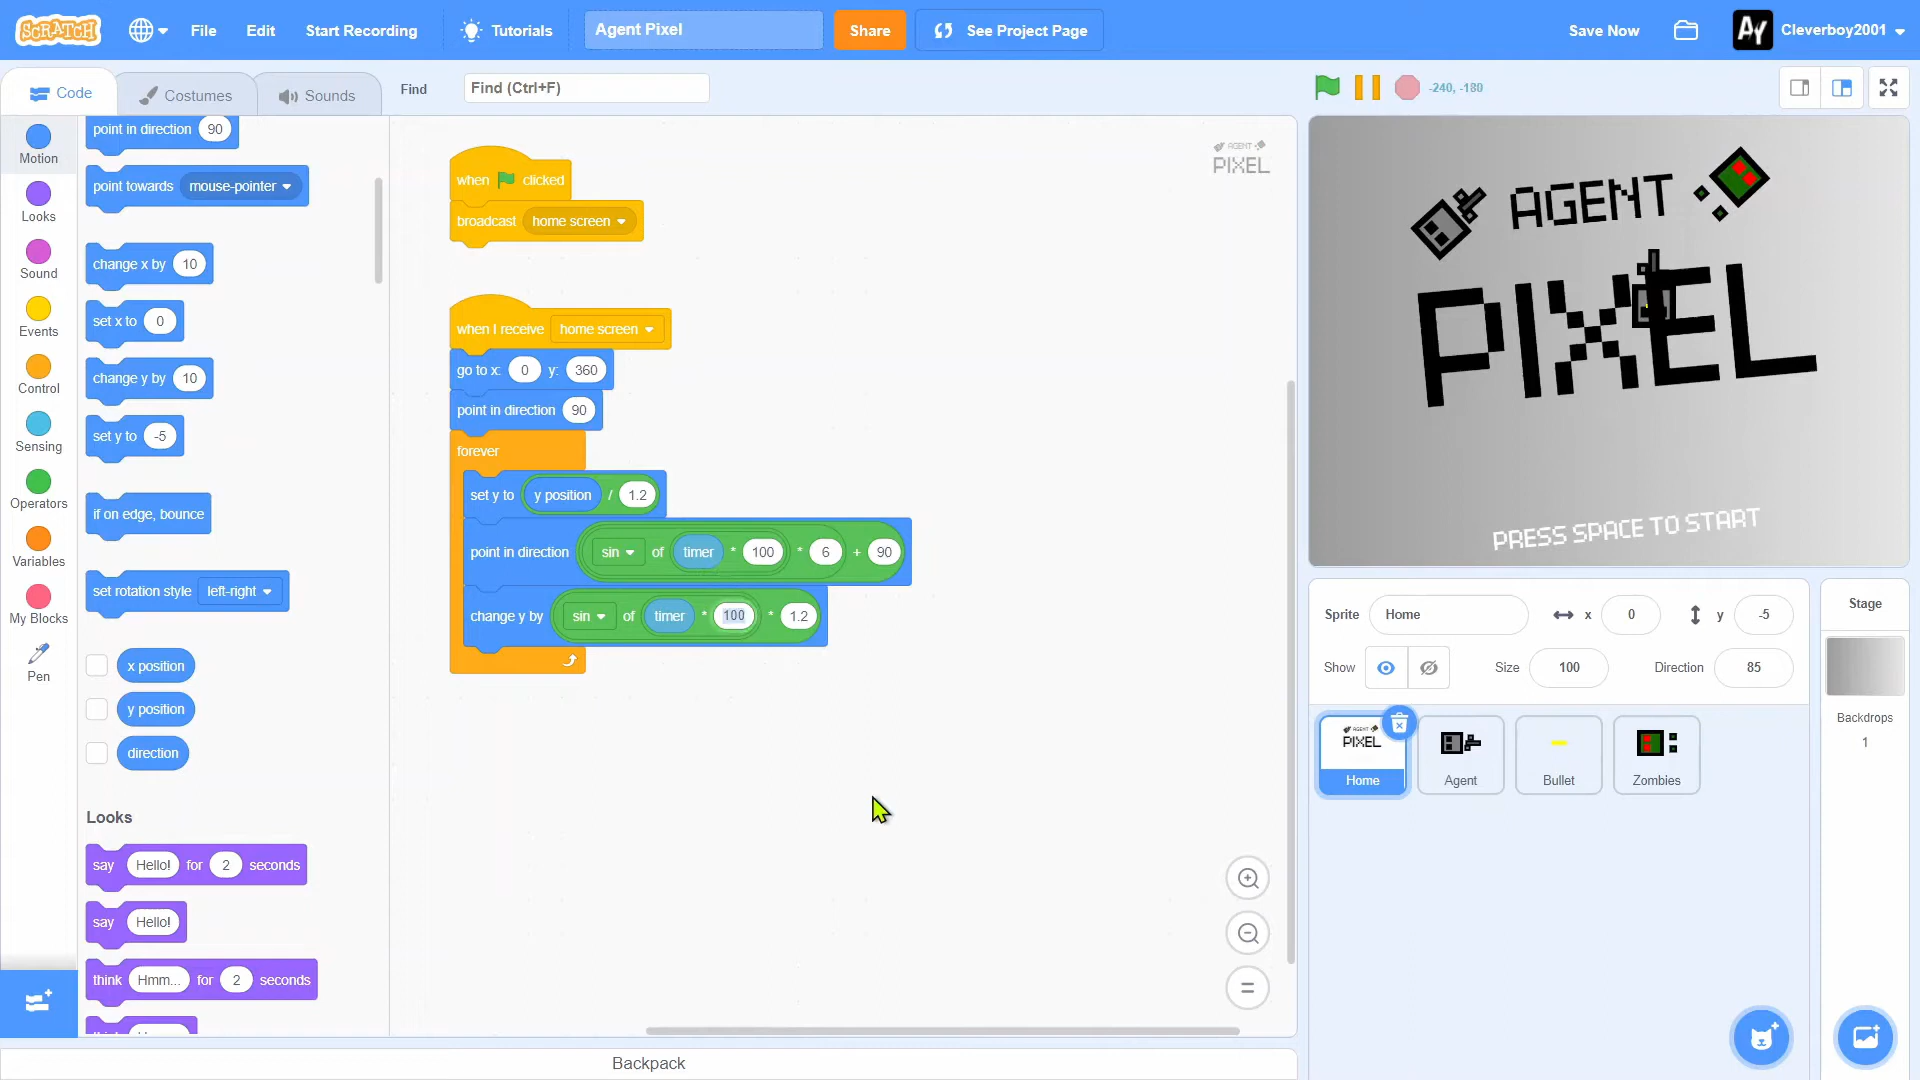 SCRATCH File Edit Start Recording Tutorials Agent Pixel Share See Project Page Save Now Ay Cleverboy2001
Code Costumes Sounds Find Find (Ctrl+F) -240, -180
Motion
Looks
Sound
Events
Control
Sensing
Operators
Variables
My Blocks
Pen
point in direction 90
point towards mouse-pointer
change x by 10
set x to 0
change y by 10
set y to -5
if on edge, bounce
set rotation style left-right
x position
y position
direction
Looks
say Hello! for 2 seconds
say Hello!
think Hmm... for 2 seconds
when clicked
broadcast home screen
when I receive home screen
go to x: 0 y: 360
point in direction 90
forever
set y to y position / 1.2
point in direction sin of timer * 100 * 6 + 90
change y by sin of timer * 100 * 1.2
AGENT
PIXEL
AGENT
PIXEL
PRESS SPACE TO START
Sprite Home x 0 y -5
Show Size 100 Direction 85
AGENT
PIXEL
Home Agent Bullet Zombies
Stage
Backdrops
1
Backpack